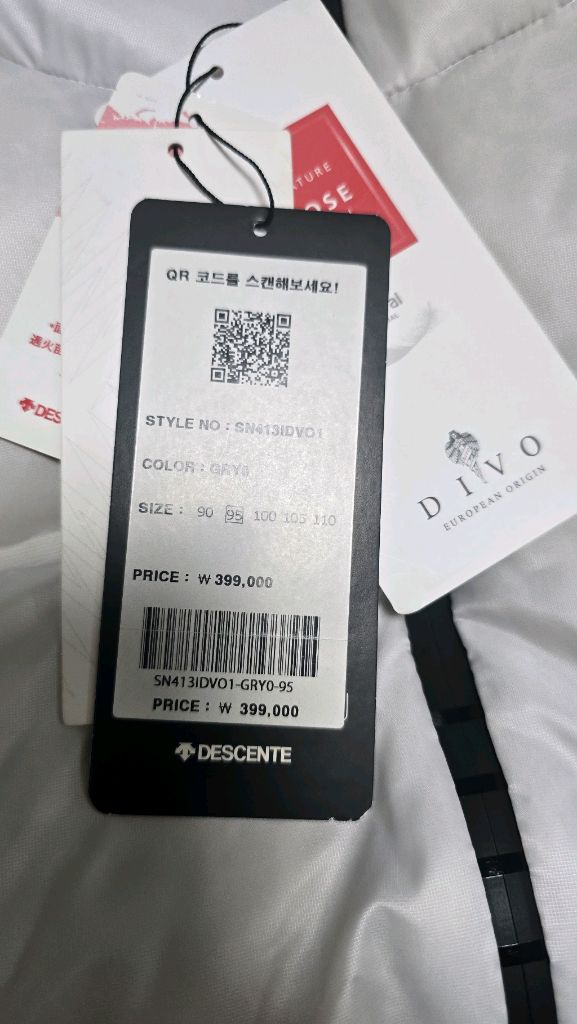 QR 코드를 스캔해보세요!
STYLE NO : SN413IDVO1
COLOR : GRY0
SIZE : 90 95 100 105 110
PRICE : ₩ 399,000
SN413IDVO1-GRY0-95
PRICE : ₩ 399,000
DESCENTE
DIVO
EUROPEAN ORIGIN
DES